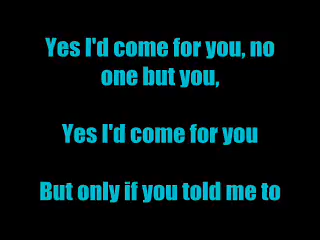 Yes I'd come for you, no
one but you,
Yes I'd come for you
But only if you told me to